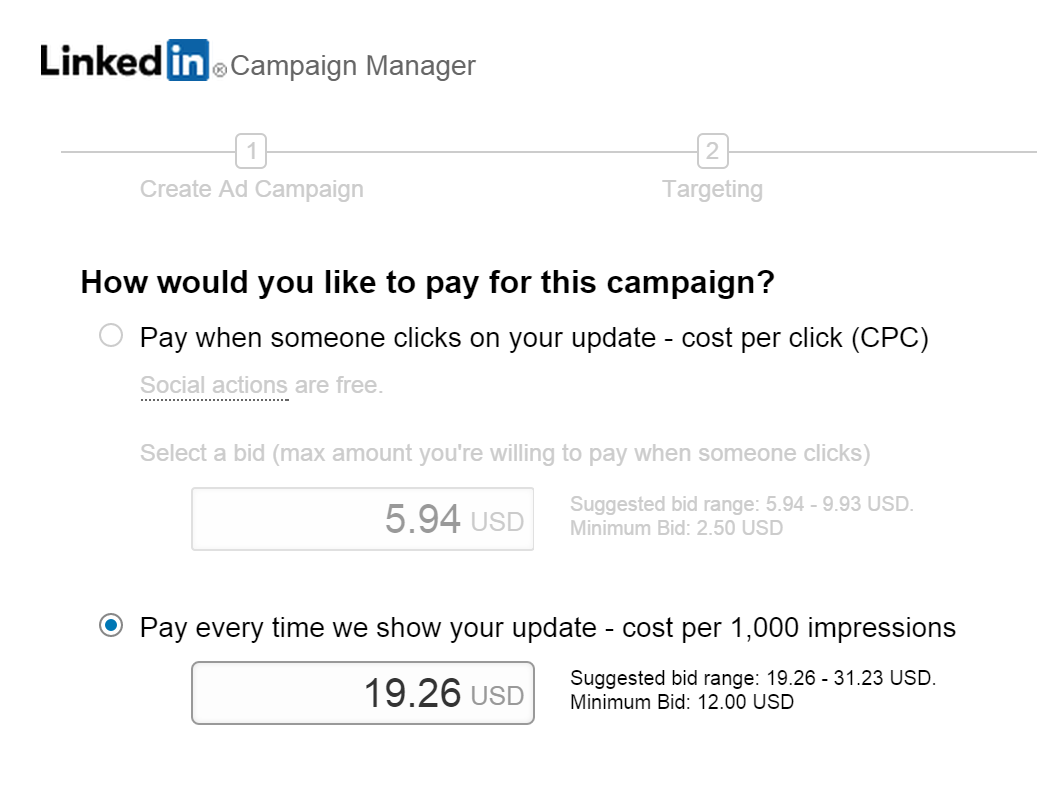 Linked in ® Campaign Manager
1 2
Create Ad Campaign Targeting
How would you like to pay for this campaign?
Pay when someone clicks on your update - cost per click (CPC)
Social actions are free.
Select a bid (max amount you're willing to pay when someone clicks)
5.94 USD
Suggested bid range: 5.94 - 9.93 USD.
Minimum Bid: 2.50 USD
Pay every time we show your update - cost per 1,000 impressions
19.26 USD
Suggested bid range: 19.26 - 31.23 USD.
Minimum Bid: 12.00 USD